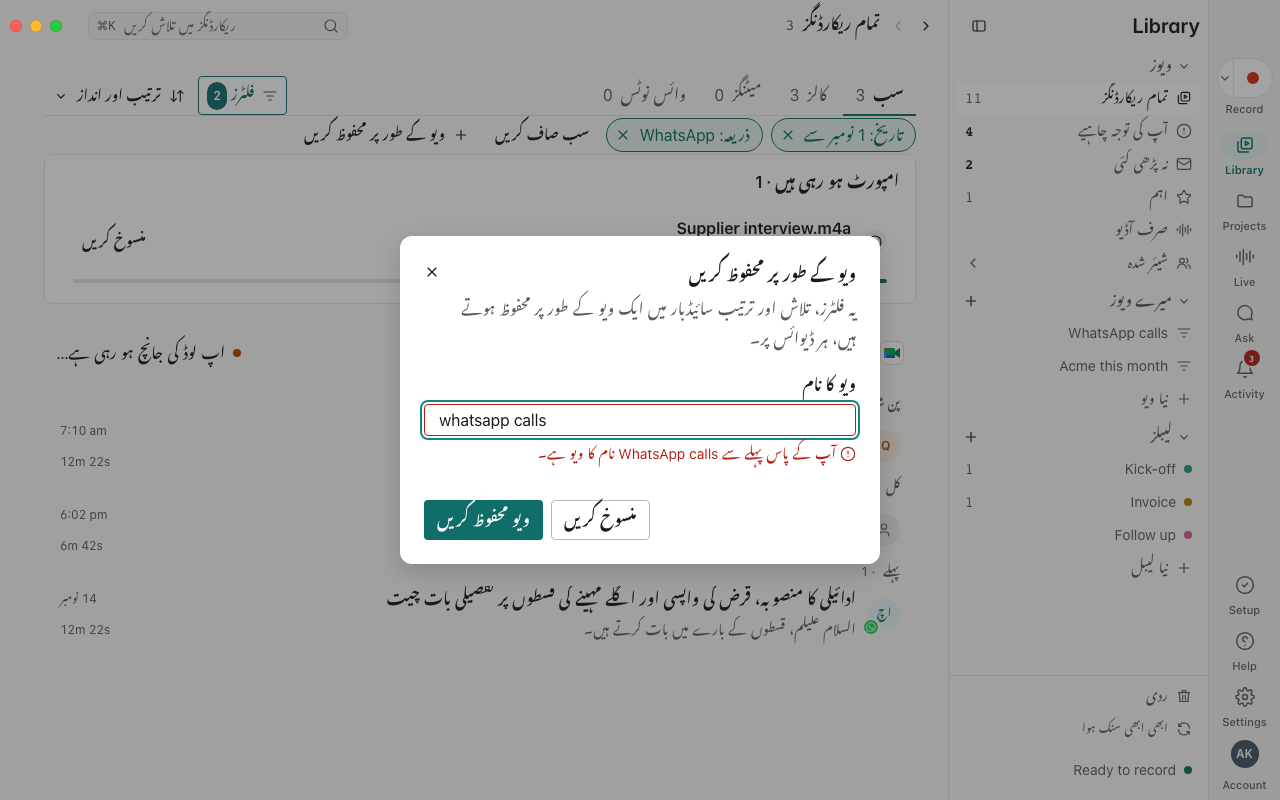 Library
تمام ریکارڈنگز 3
ریکارڈنگز میں تلاش کریں ⌘K
ویوز
تمام ریکارڈنگز 11
آپ کی توجہ چاہیے 4
نہ پڑھی گئی 2
اہم 1
صرف آڈیو
شیئر شدہ
میرے ویوز
WhatsApp calls
Acme this month
نیا ویو
لیبلز
Kick-off 1
Invoice 1
Follow up
نیا لیبل
ردی
ابھی ابھی سنک ہوا
Ready to record
Record
Library
Projects
Live
Ask
3
Activity
Setup
Help
Settings
AK
Account
سب 3
کالز 3
میٹنگز 0
وائس نوٹس 0
فلٹرز 2
ترتیب اور انداز
تاریخ: 1 نومبر سے
ذریعہ: WhatsApp
سب صاف کریں
ویو کے طور پر محفوظ کریں
امپورٹ ہو رہی ہیں · 1
Supplier interview.m4a
منسوخ کریں
اپ لوڈ کی جانچ ہو رہی ہے...
7:10 am
Q
12m 22s
کل
6:02 pm
6m 42s
پہلے · 1
ادائیگی کا منصوبہ، قرض کی واپسی اور اگلے مہینے کی قسطوں پر تفصیلی بات چیت
14 نومبر
اچ
السلام علیکم، قسطوں کے بارے میں بات کرتے ہیں۔
12m 22s
ویو کے طور پر محفوظ کریں
یہ فلٹرز، تلاش اور ترتیب سائیڈبار میں ایک ویو کے طور پر محفوظ ہوتے
ہیں، ہر ڈیوائس پر۔
ویو کا نام
whatsapp calls
آپ کے پاس پہلے سے WhatsApp calls نام کا ویو ہے۔
منسوخ کریں
ویو محفوظ کریں